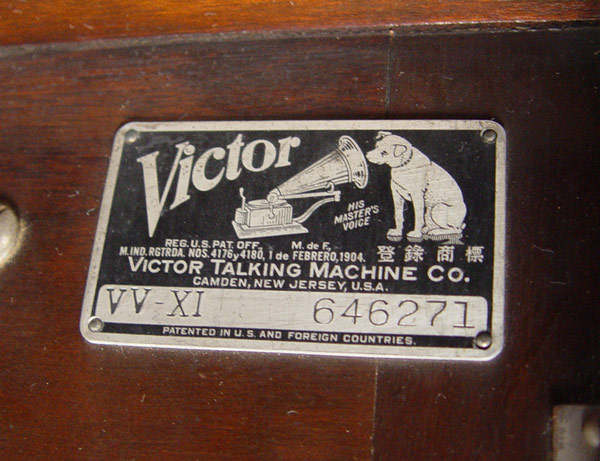 Victor
HIS
MASTER'S
VOICE
REG. U.S. PAT. OFF. M. de F.
M. IND. RGTRDA. NOS. 4176 y 4180, 1 de FEBRERO, 1904.
登錄商標
VICTOR TALKING MACHINE CO.
CAMDEN, NEW JERSEY, U.S.A.
VV-XI 646271
PATENTED IN U.S. AND FOREIGN COUNTRIES.